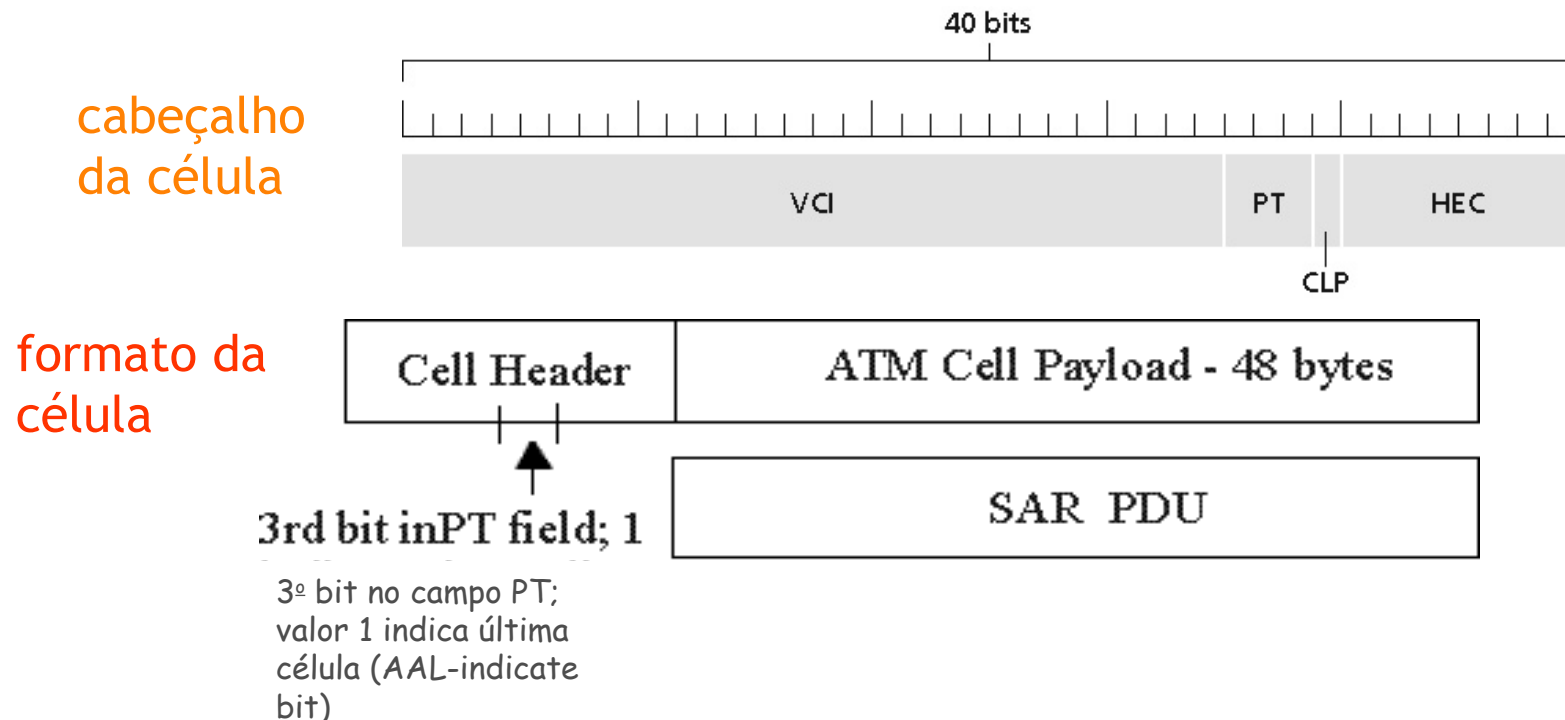 40 bits
cabeçalho
da célula
VCI
PT
HEC
CLP
formato da
célula
Cell Header
ATM Cell Payload - 48 bytes
3rd bit inPT field; 1
SAR PDU
3º bit no campo PT;
valor 1 indica última
célula (AAL-indicate
bit)